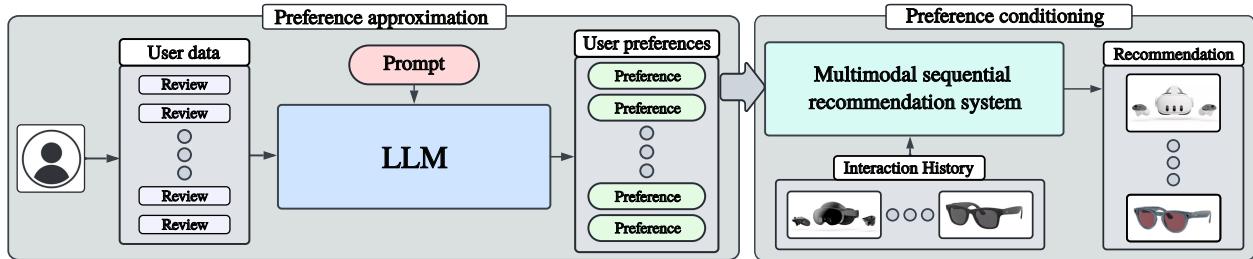 Preference approximation
User data
Review
Review
Review
Review
Prompt
LLM
User preferences
Preference
Preference
Preference
Preference
Preference conditioning
Multimodal sequential
recommendation system
Interaction History
Recommendation